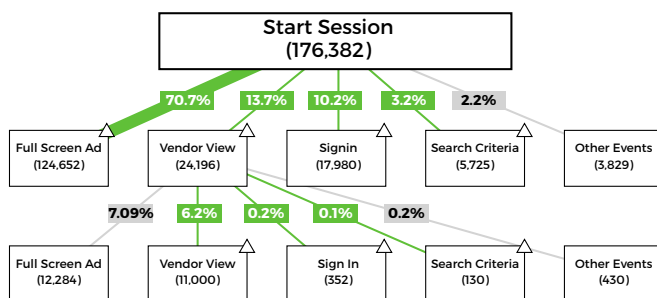 Start Session
(176,382)
70.7%
13.7%
10.2%
3.2%
2.2%
Full Screen Ad
(124,652)
Vendor View
(24,196)
Signin
(17,980)
Search Criteria
(5,725)
Other Events
(3,829)
7.09%
6.2%
0.2%
0.1%
0.2%
Full Screen Ad
(12,284)
Vendor View
(11,000)
Sign In
(352)
Search Criteria
(130)
Other Events
(430)